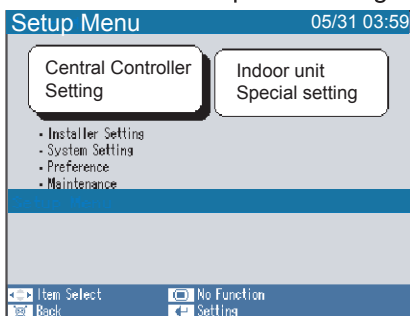 Setup Menu 05/31 03:59
Central Controller
Setting
Indoor unit
Special setting
- Installer Setting
- System Setting
- Preference
- Maintenance
Item Select No Function
Back Setting